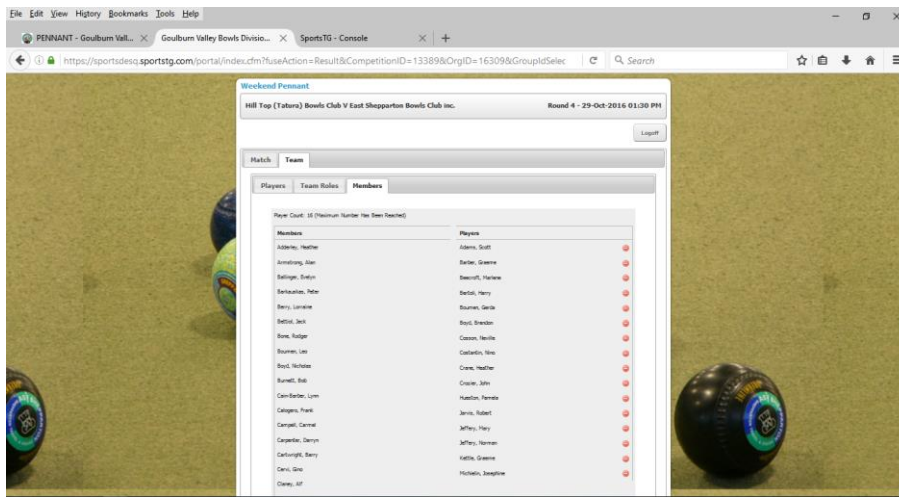 File Edit View History Bookmarks Tools Help
PENNANT - Goulburn Vall... × Goulburn Valley Bowls Divisio... × SportsTG - Console × +
https://sportsdesq.sportstg.com/portal/index.cfm?fuseAction=Result&CompetitionID=13389&OrgID=16309&GroupIdSelec Search
Weekend Pennant
Hill Top (Tatura) Bowls Club V East Shepparton Bowls Club inc. Round 4 - 29-Oct-2016 01:30 PM
Logoff
Match Team
Players Team Roles Members
Player Count: 16 (Maximum Number Has Been Reached)
Members Players
Adderley, Heather Adams, Scott
Armstrong, Alan Barber, Graeme
Ballinger, Evelyn Beecroft, Marlene
Barkauskas, Peter Bertoli, Harry
Berry, Lorraine Boumen, Gerda
Bettiol, Jack Boyd, Brandon
Bone, Rodger Cosson, Neville
Boumen, Leo Costantin, Nino
Boyd, Nicholas Crane, Heather
Burnett, Bob Crosier, John
Cain-Barber, Lynn Hueston, Pamela
Calogero, Frank Jarvis, Robert
Campell, Carmel Jeffery, Mary
Carpenter, Darryn Jeffery, Norman
Cartwright, Barry Kettle, Graeme
Cervi, Gino Michielin, Josephine
Claney, Alf